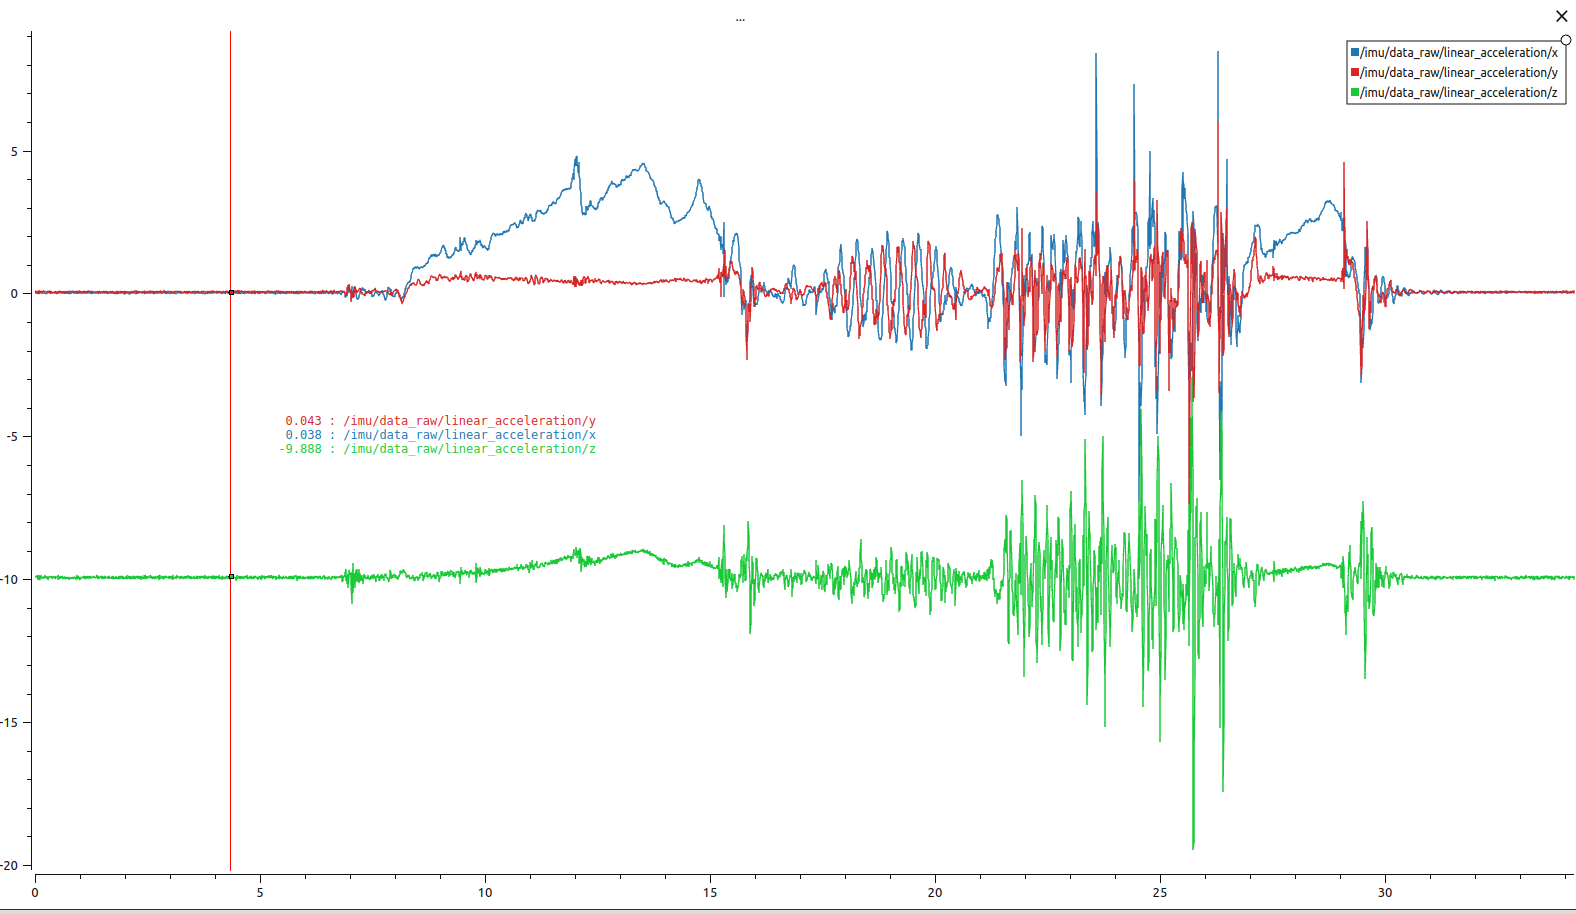 ...
/imu/data_raw/linear_acceleration/x
/imu/data_raw/linear_acceleration/y
/imu/data_raw/linear_acceleration/z
5
0
0.043 : /imu/data_raw/linear_acceleration/y
0.038 : /imu/data_raw/linear_acceleration/x
-9.888 : /imu/data_raw/linear_acceleration/z
-5
-10
-15
-20
0 5 10 15 20 25 30